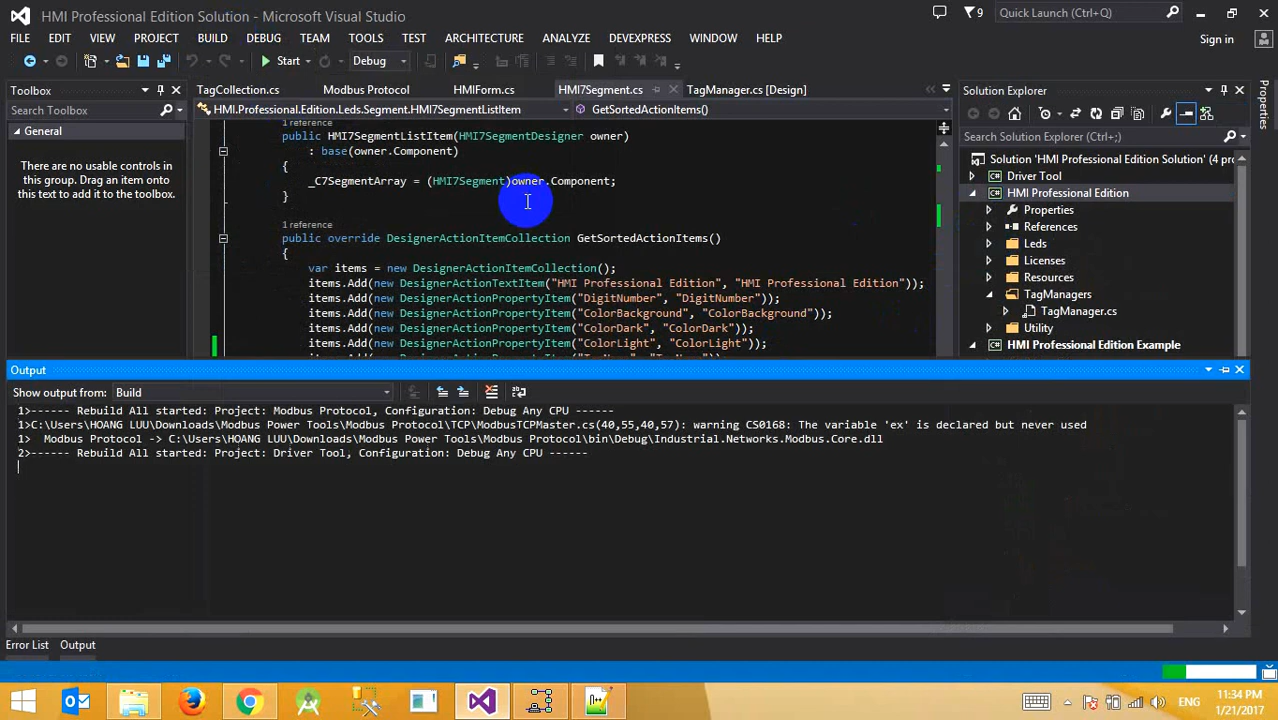 HMI Professional Edition Solution - Microsoft Visual Studio
9
Quick Launch (Ctrl+Q)
FILE EDIT VIEW PROJECT BUILD DEBUG TEAM TOOLS TEST ARCHITECTURE ANALYZE DEVEXPRESS WINDOW HELP
Sign in
Start
Debug
Toolbox
Search Toolbox
General
There are no usable controls in
this group. Drag an item onto
this text to add it to the toolbox.
TagCollection.cs
Modbus Protocol
HMIForm.cs
HMI7Segment.cs
TagManager.cs [Design]
HMI.Professional.Edition.Leds.Segment.HMI7SegmentListItem
GetSortedActionItems()
1 reference
public HMI7SegmentListItem(HMI7SegmentDesigner owner)
: base(owner.Component)
{
_C7SegmentArray = (HMI7Segment)owner.Component;
}
1 reference
public override DesignerActionItemCollection GetSortedActionItems()
{
var items = new DesignerActionItemCollection();
items.Add(new DesignerActionTextItem("HMI Professional Edition", "HMI Professional Edition"));
items.Add(new DesignerActionPropertyItem("DigitNumber", "DigitNumber"));
items.Add(new DesignerActionPropertyItem("ColorBackground", "ColorBackground"));
items.Add(new DesignerActionPropertyItem("ColorDark", "ColorDark"));
items.Add(new DesignerActionPropertyItem("ColorLight", "ColorLight"));
Solution Explorer
Search Solution Explorer (Ctrl+;)
Solution 'HMI Professional Edition Solution' (4 pro
Driver Tool
HMI Professional Edition
Properties
References
Leds
Licenses
Resources
TagManagers
TagManager.cs
Utility
HMI Professional Edition Example
Properties
Output
Show output from: Build
1>------ Rebuild All started: Project: Modbus Protocol, Configuration: Debug Any CPU ------
1>C:\Users\HOANG LUU\Downloads\Modbus Power Tools\Modbus Protocol\TCP\ModbusTCPMaster.cs(40,55,40,57): warning CS0168: The variable 'ex' is declared but never used
1>  Modbus Protocol -> C:\Users\HOANG LUU\Downloads\Modbus Power Tools\Modbus Protocol\bin\Debug\Industrial.Networks.Modbus.Core.dll
2>------ Rebuild All started: Project: Driver Tool, Configuration: Debug Any CPU ------
Error List
Output
ENG
11:34 PM
1/21/2017